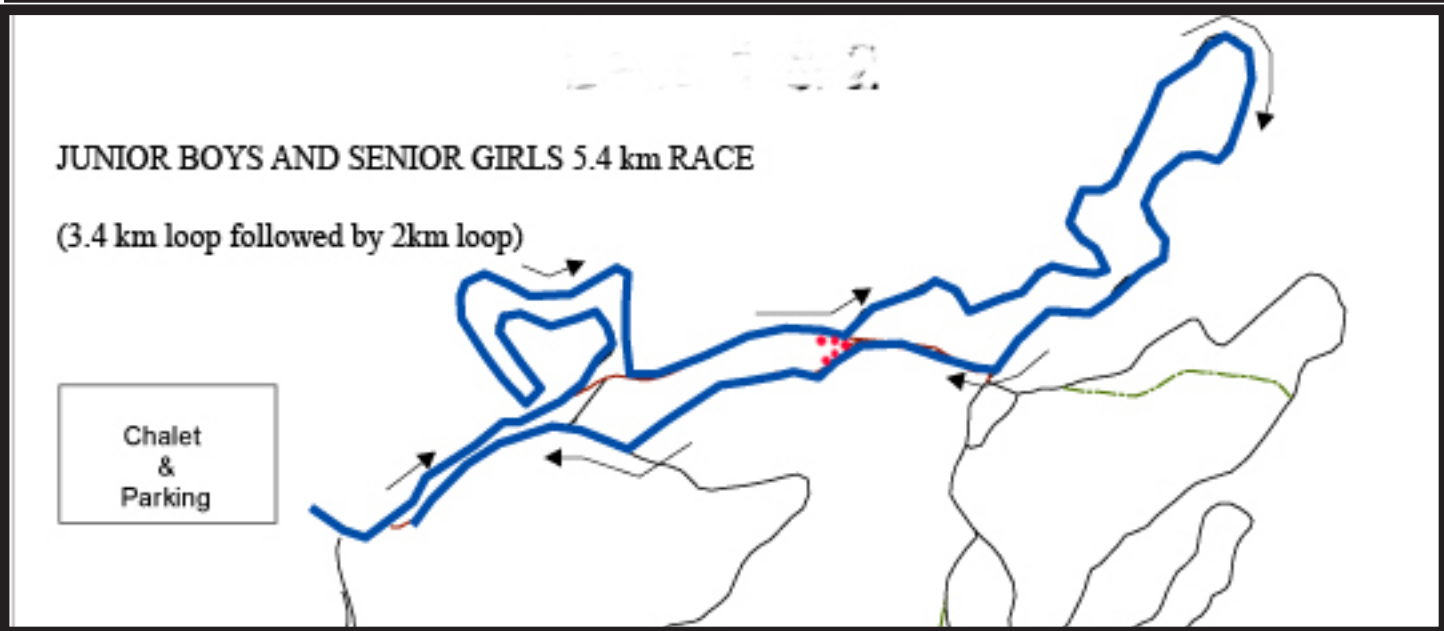 JUNIOR BOYS AND SENIOR GIRLS 5.4 km RACE
(3.4 km loop followed by 2km loop)
Chalet
&
Parking